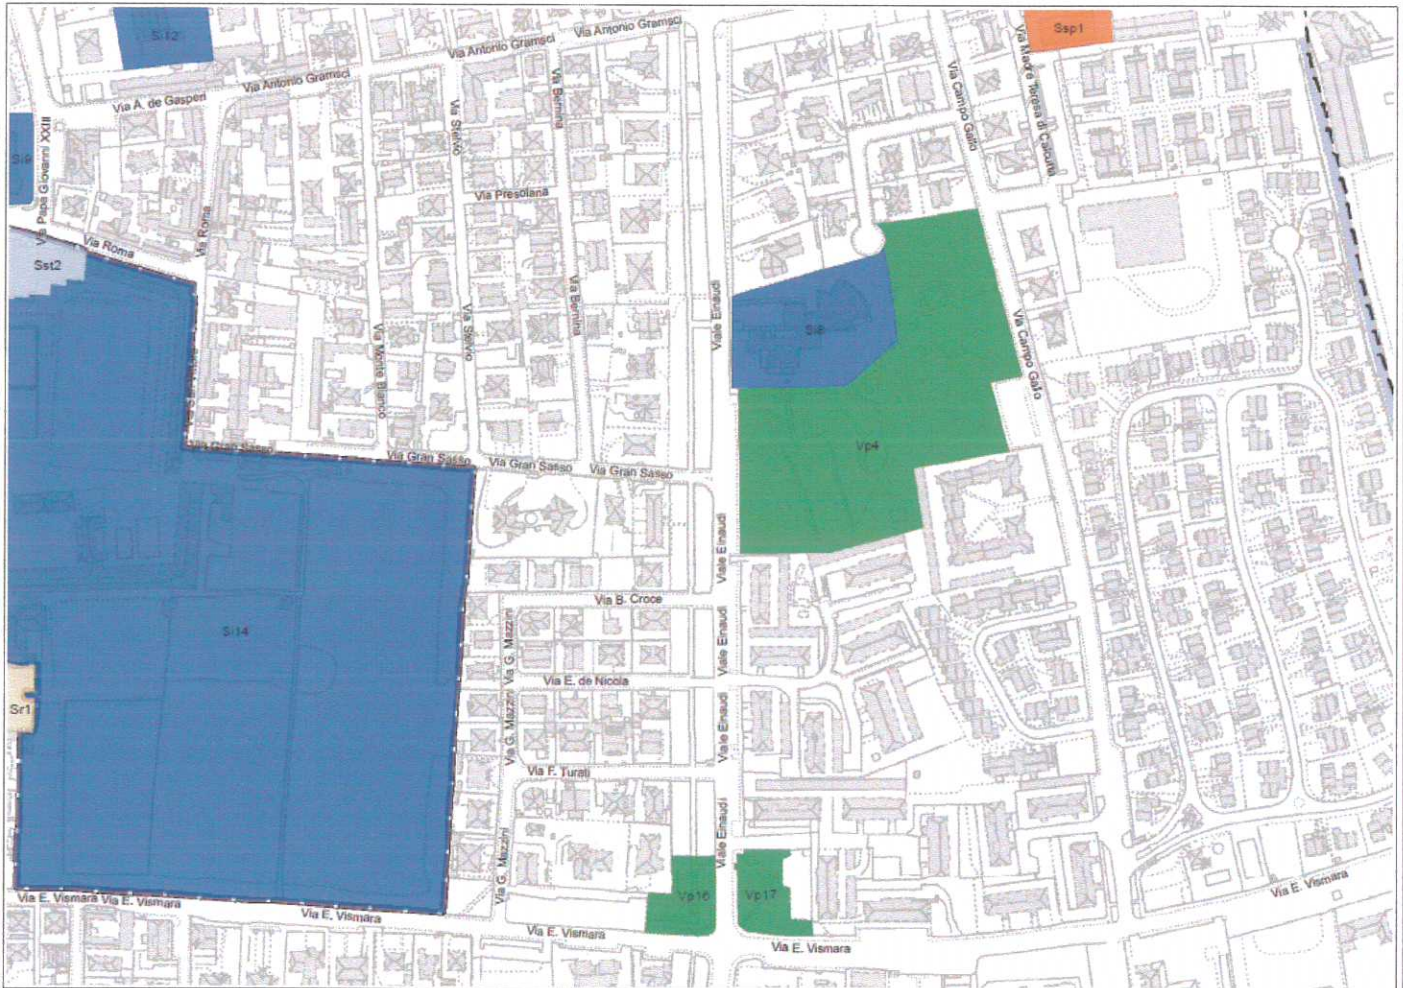 Si12
Via Antonio Gramsci
Via Antonio Gramsci
Via Antonio Gramsci
Via A. de Gasperi
Ssp1
Via Madre Teresa di Calcutta
Via Campo Gallo
Via Stelvio
Via Bernina
Via Papa Giovanni XXIII
Si9
Via Presolana
Via Roma
Via Roma
Sst2
Via Bernina
Via Stelvio
Via Monte Bianco
Viale Einaudi
Si8
Via Campo Gallo
Vp4
Via Gran Sasso
Via Gran Sasso
Via Gran Sasso
Via Gran Sasso
Viale Einaudi
Via B. Croce
Si14
Via G. Mazzini
Viale Einaudi
Via E. de Nicola
Sr1
Via G. Mazzini
Viale Einaudi
Via F. Turati
Via G. Mazzini
Viale Einaudi
Vp16
Vp17
Via E. Vismara
Via E. Vismara
Via E. Vismara
Via E. Vismara
Via E. Vismara
Via E. Vismara